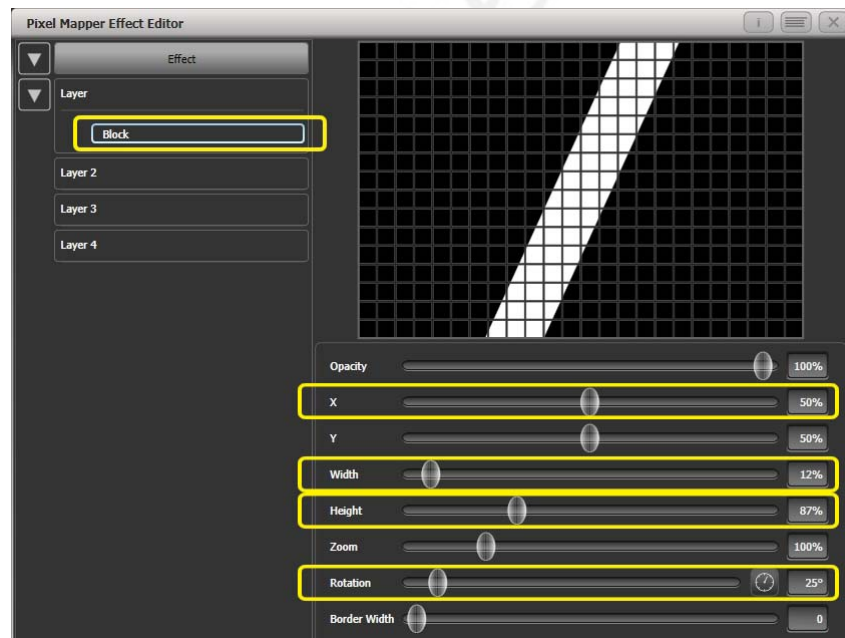 Pixel Mapper Effect Editor
Effect
Layer
Block
Layer 2
Layer 3
Layer 4
Opacity 100%
X 50%
Y 50%
Width 12%
Height 87%
Zoom 100%
Rotation 25°
Border Width 0